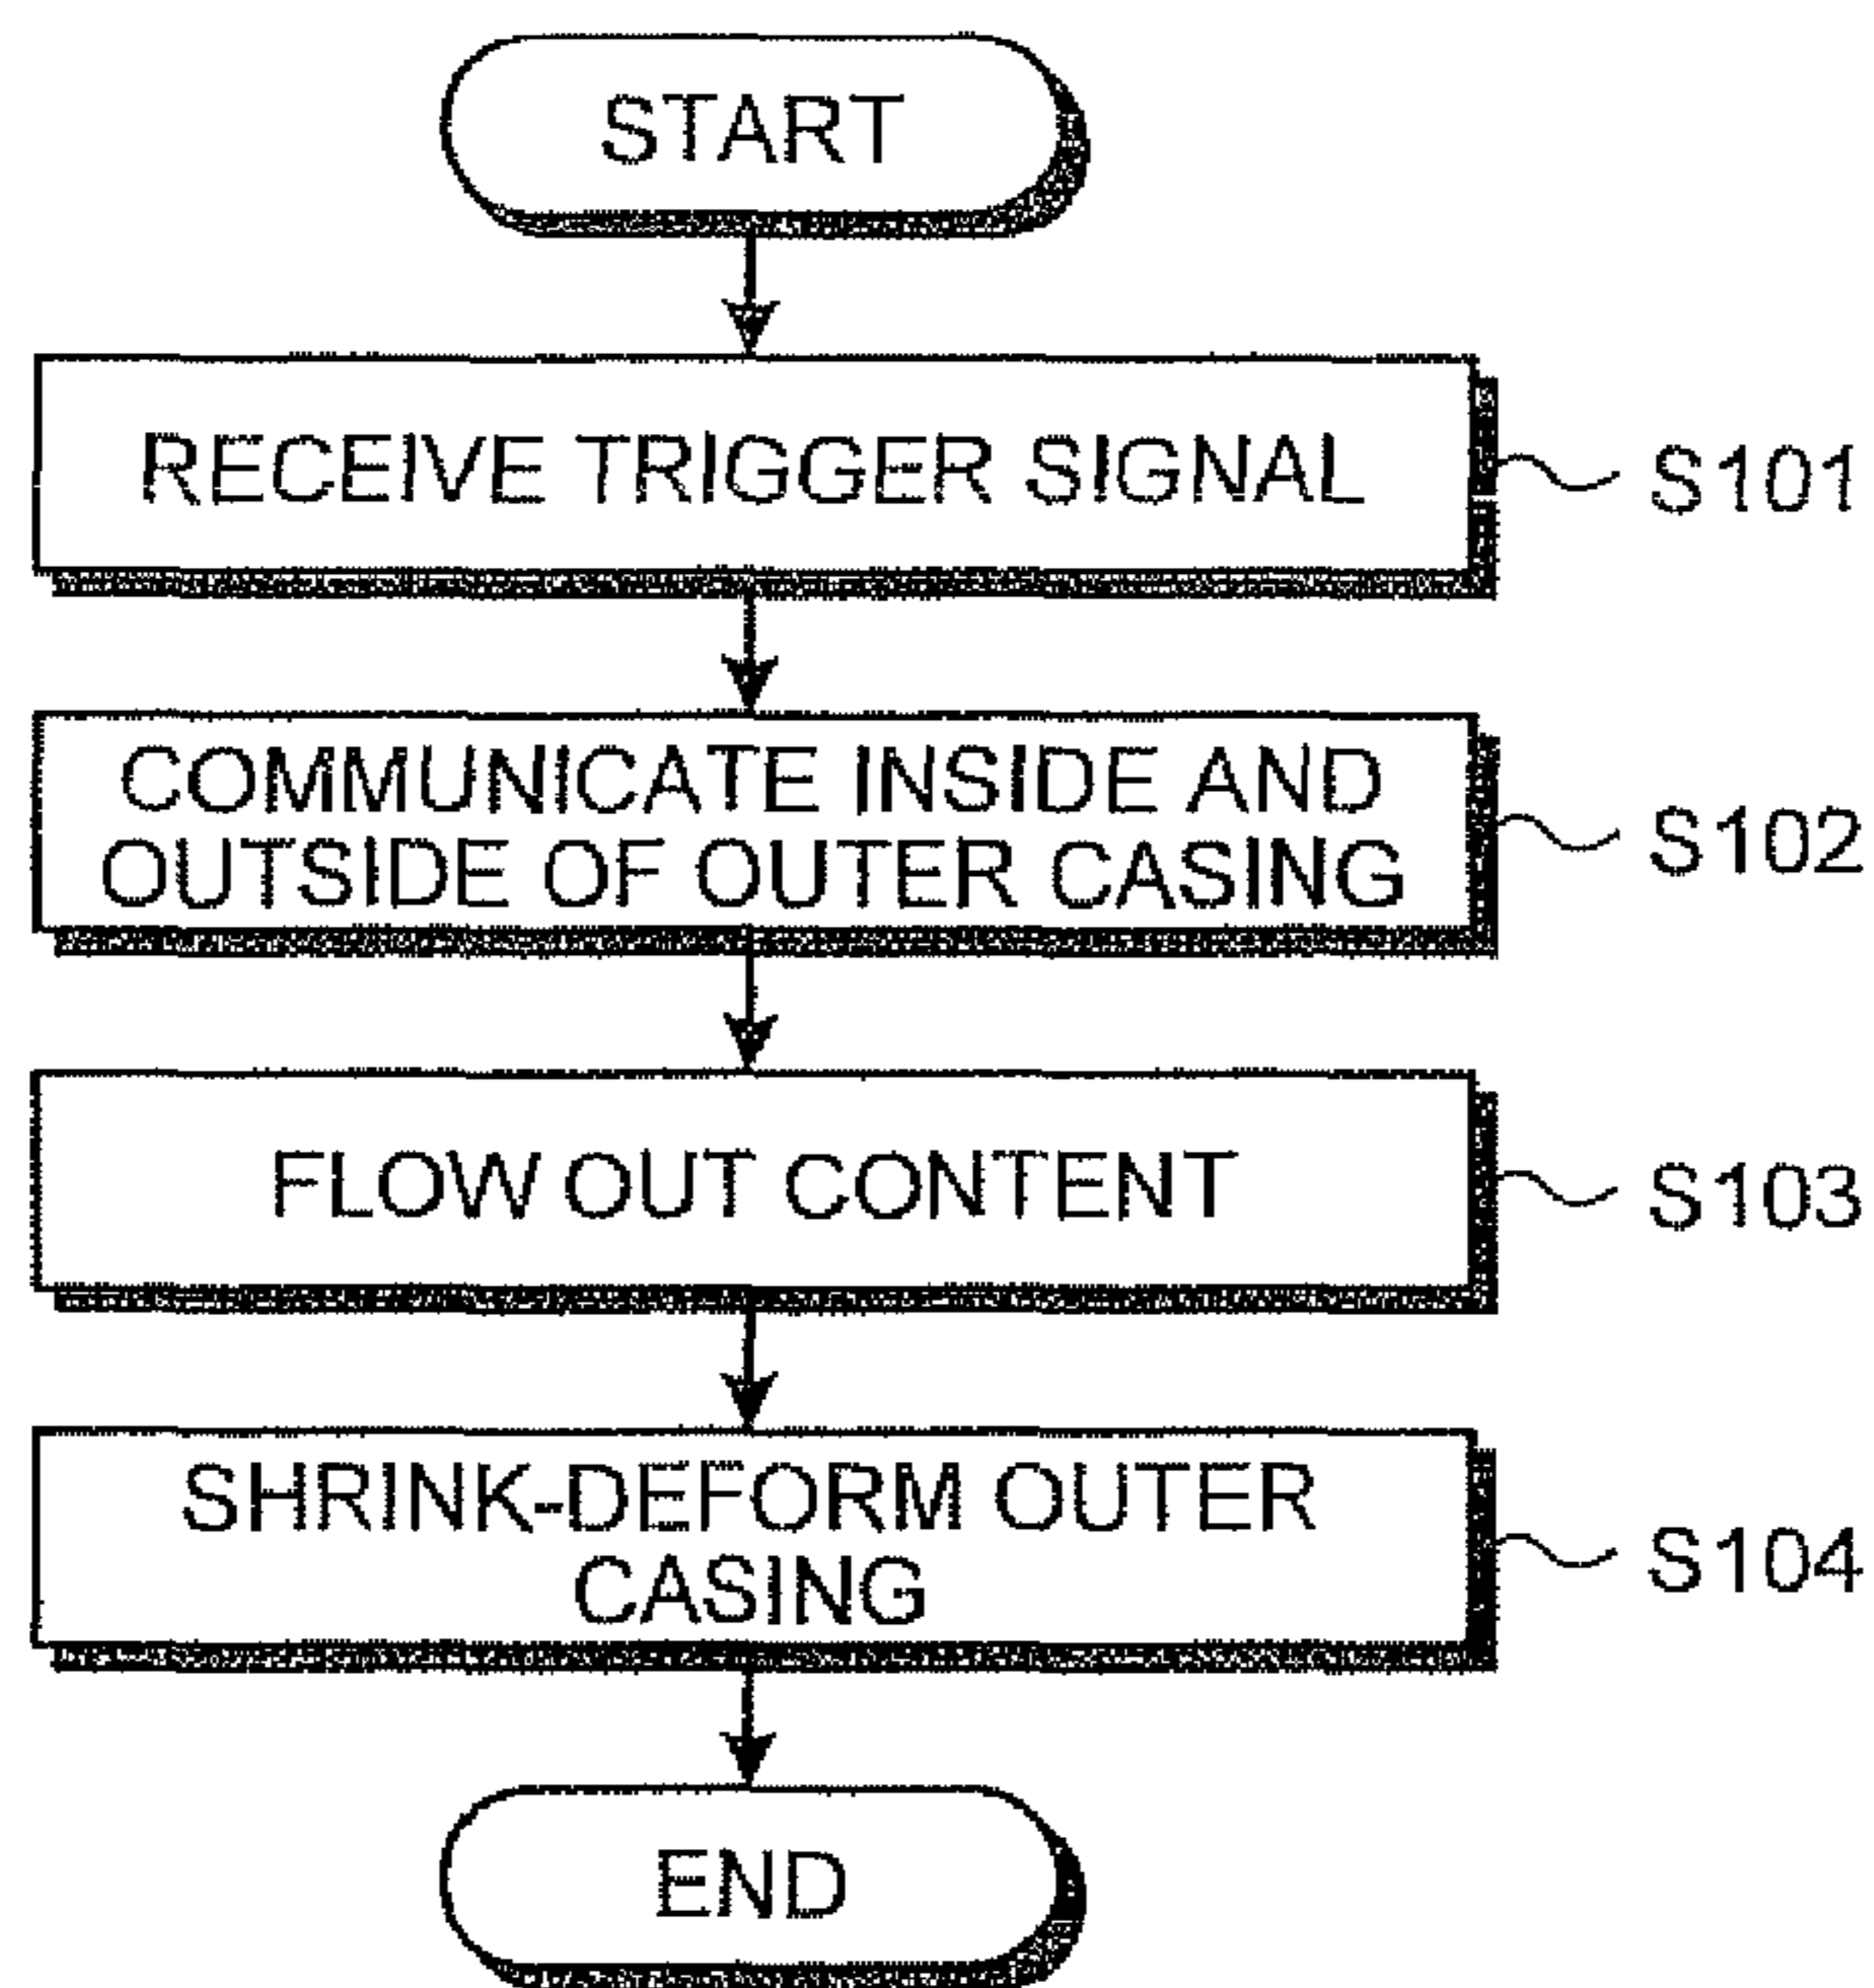 START
RECEIVE TRIGGER SIGNAL
S101
COMMUNICATE INSIDE AND
OUTSIDE OF OUTER CASING
S102
FLOW OUT CONTENT
S103
SHRINK-DEFORM OUTER
CASING
S104
END